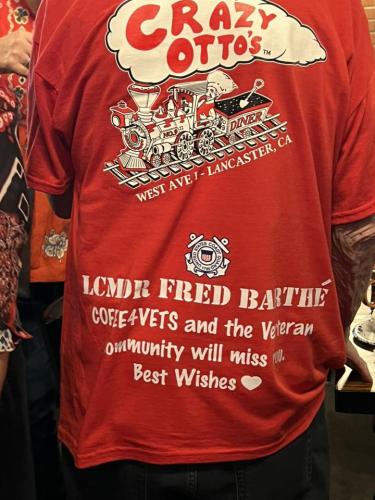 CRAZY
OTTO'S™
DINER
WEST AVE I - LANCASTER, CA
LCMDR FRED BARTHÉ
COFFEE4VETS and the Veteran
ommunity will miss you.
Best Wishes